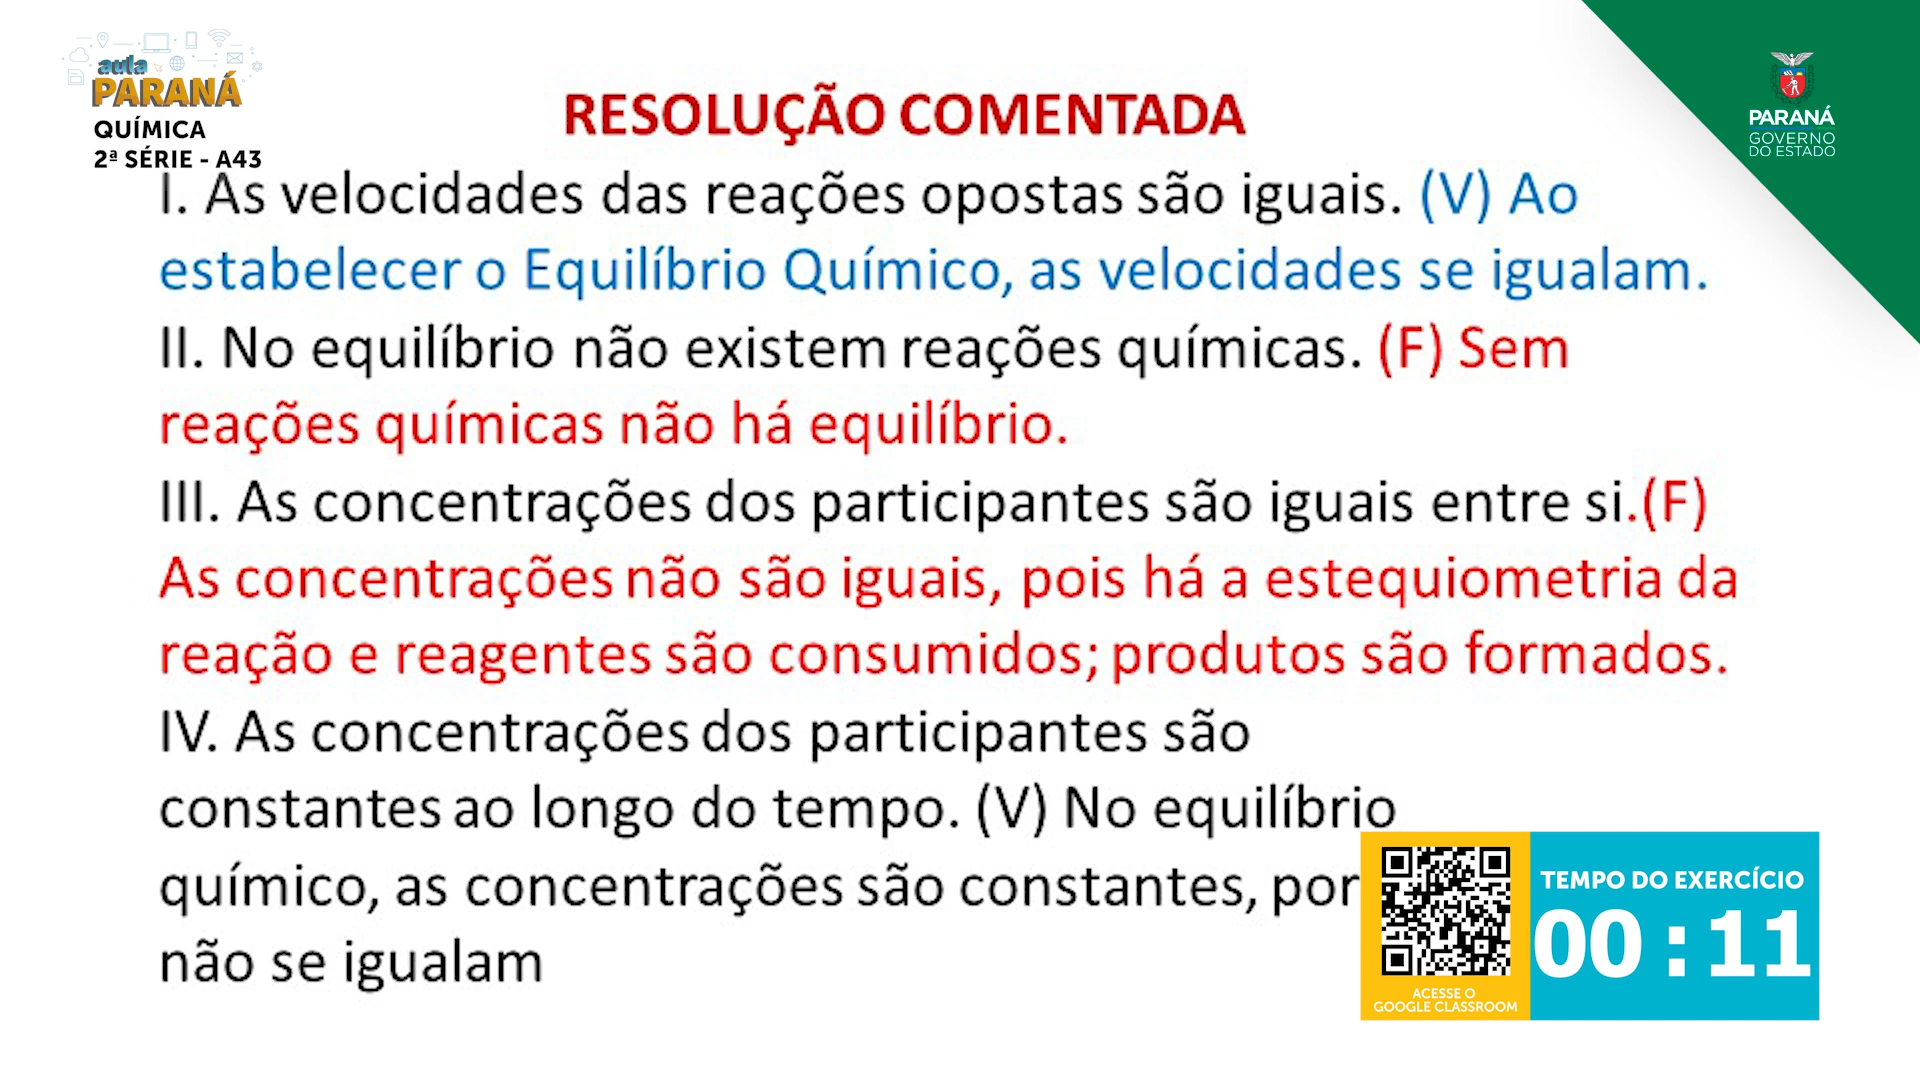 aula
PARANÁ
QUÍMICA
2ª SÉRIE - A43
PARANÁ
GOVERNO
DO ESTADO
RESOLUÇÃO COMENTADA
I. As velocidades das reações opostas são iguais. (V) Ao
estabelecer o Equilíbrio Químico, as velocidades se igualam.
II. No equilíbrio não existem reações químicas. (F) Sem
reações químicas não há equilíbrio.
III. As concentrações dos participantes são iguais entre si.(F)
As concentrações não são iguais, pois há a estequiometria da
reação e reagentes são consumidos; produtos são formados.
IV. As concentrações dos participantes são
constantes ao longo do tempo. (V) No equilíbrio
químico, as concentrações são constantes, por
não se igualam
TEMPO DO EXERCÍCIO
00:11
ACESSE O
GOOGLE CLASSROOM